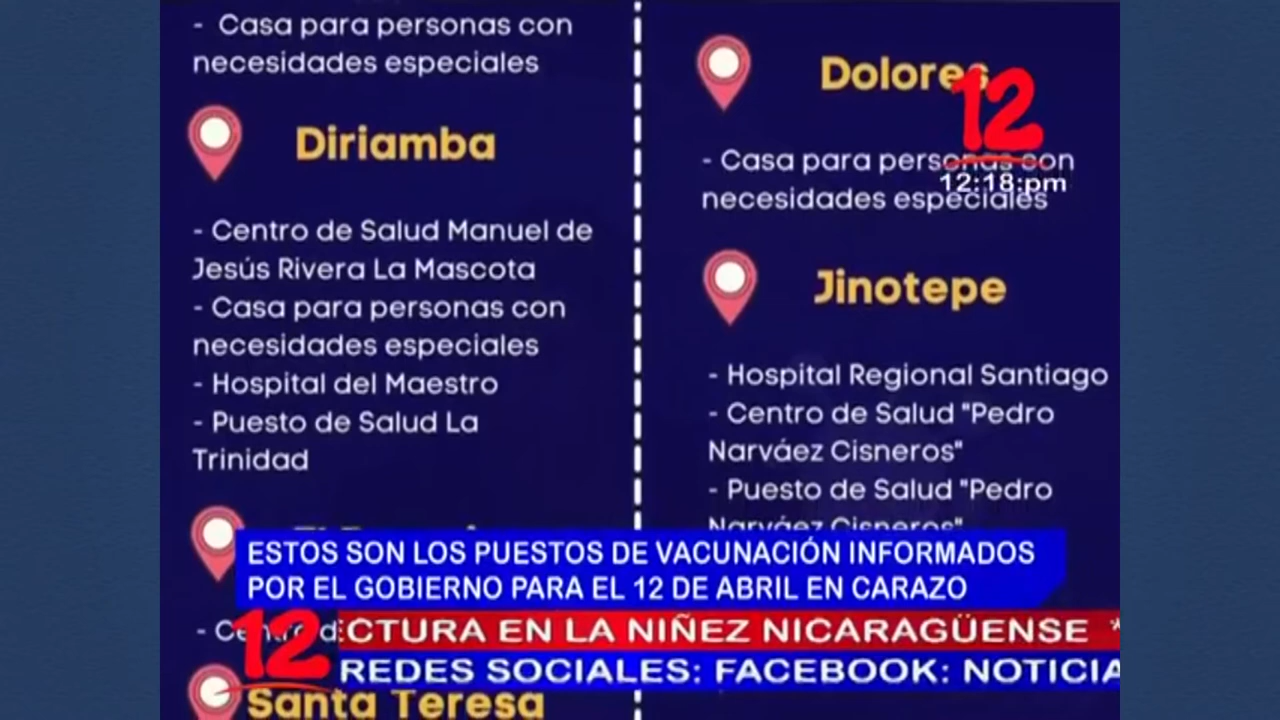 - Casa para personas con
necesidades especiales
Diriamba
- Centro de Salud Manuel de
Jesús Rivera La Mascota
- Casa para personas con
necesidades especiales
- Hospital del Maestro
- Puesto de Salud La
Trinidad
Santa Teresa
Dolores
12
12:18:pm
- Casa para personas con
necesidades especiales
Jinotepe
- Hospital Regional Santiago
- Centro de Salud "Pedro
Narváez Cisneros"
- Puesto de Salud "Pedro
Narváez Cisneros"
ESTOS SON LOS PUESTOS DE VACUNACIÓN INFORMADOS
POR EL GOBIERNO PARA EL 12 DE ABRIL EN CARAZO
12
CTURA EN LA NIÑEZ NICARAGÜENSE *
REDES SOCIALES: FACEBOOK: NOTICIA